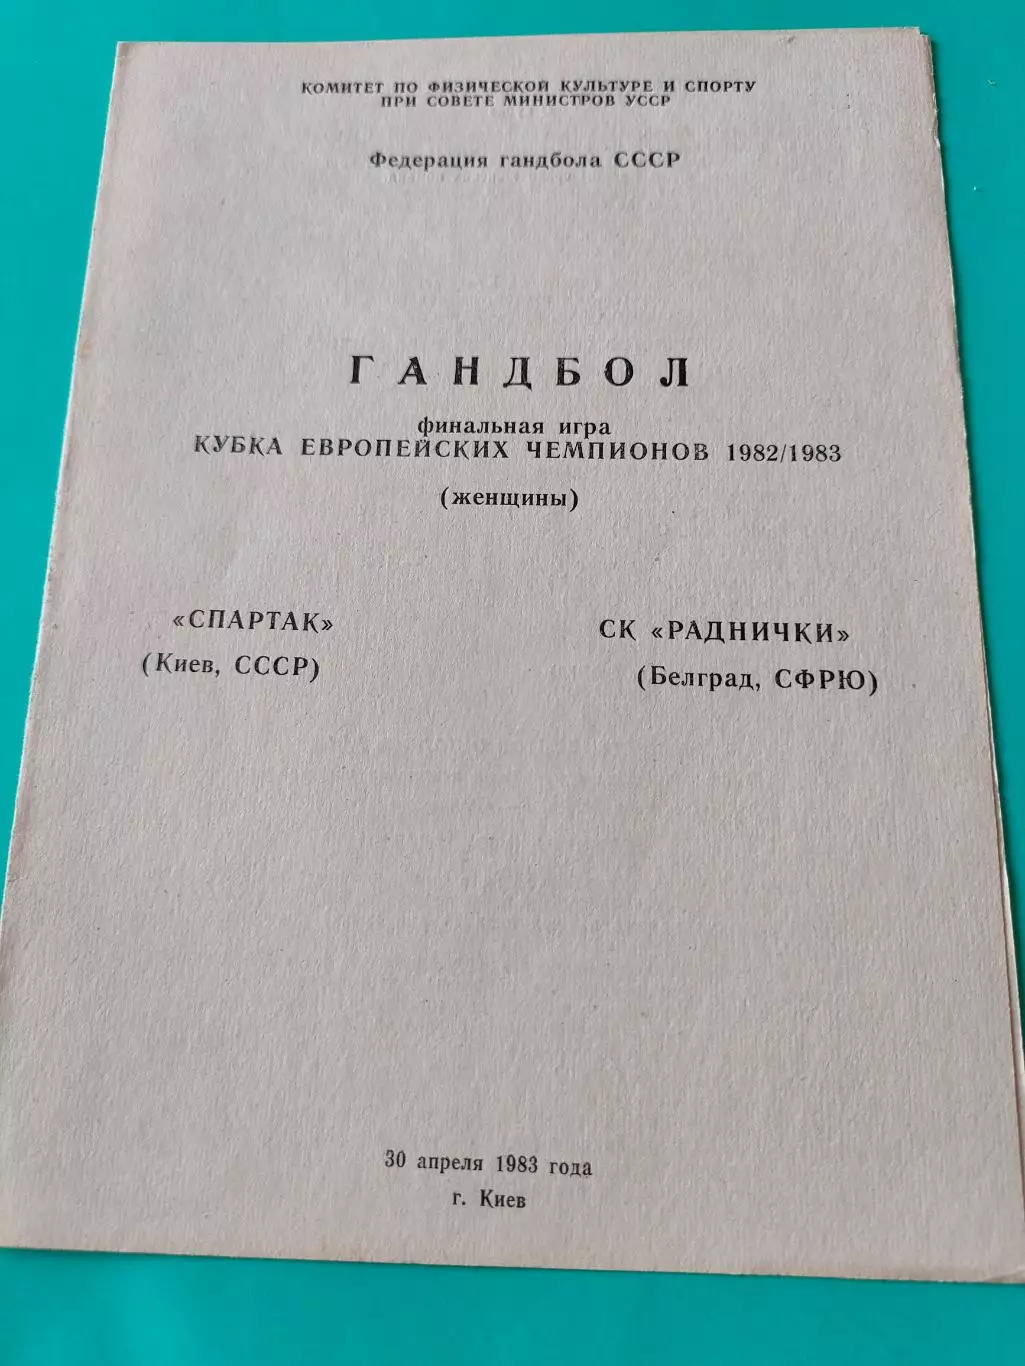 КОМИТЕТ ПО ФИЗИЧЕСКОЙ КУЛЬТУРЕ И СПОРТУ
ПРИ СОВЕТЕ МИНИСТРОВ УССР
Федерация гандбола СССР
ГАНДБОЛ
финальная игра
КУБКА ЕВРОПЕЙСКИХ ЧЕМПИОНОВ 1982/1983
(женщины)
«СПАРТАК»
(Киев, СССР)
СК «РАДНИЧКИ»
(Белград, СФРЮ)
30 апреля 1983 года
г. Киев